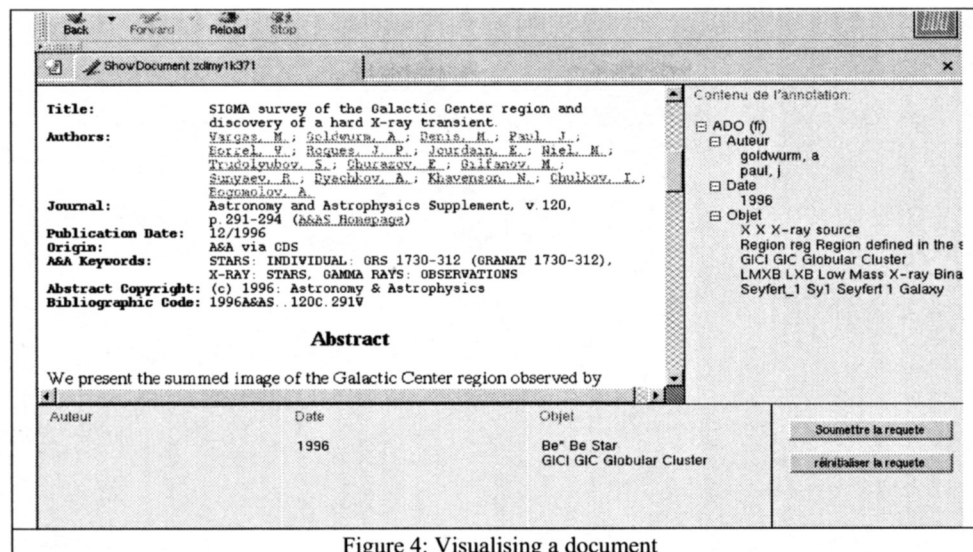 Back Forward Reload Stop
ShowDocument zdlmy1k371
Title: SIGMA survey of the Galactic Center region and
discovery of a hard X-ray transient.
Authors: Vargas, M.; Goldwurm, A.; Denis, M.; Paul, J.;
Borrel, V.; Roques, J. P.; Jourdain, E.; Niel, M.;
Trudolyubov, S.; Churazov, E.; Gilfanov, M.;
Sunyaev, R.; Dyachkov, A.; Khavenson, N.; Chulkov, I.;
Bogomolov, A.
Journal: Astronomy and Astrophysics Supplement, v.120,
p.291-294 (A&AS Homepage)
Publication Date: 12/1996
Origin: A&A via CDS
A&A Keywords: STARS: INDIVIDUAL: GRS 1730-312 (GRANAT 1730-312),
X-RAY: STARS, GAMMA RAYS: OBSERVATIONS
Abstract Copyright: (c) 1996: Astronomy & Astrophysics
Bibliographic Code: 1996A&AS..120C.291V
Abstract
We present the summed image of the Galactic Center region observed by
Contenu de l'annotation:
ADO (fr)
Auteur
goldwurm, a
paul, j
Date
1996
Objet
X X X-ray source
Region reg Region defined in the s
GlCl GlC Globular Cluster
LMXB LXB Low Mass X-ray Bina
Seyfert_1 Sy1 Seyfert 1 Galaxy
Auteur Date Objet
1996 Be* Be Star
GlCl GlC Globular Cluster
Soumettre la requete
réinitialiser la requete
Figure 4: Visualising a document